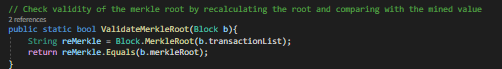 // Check validity of the merkle root by recalculating the root and comparing with the mined value
2 references
public static bool ValidateMerkleRoot(Block b){
String reMerkle = Block.MerkleRoot(b.transactionList);
return reMerkle.Equals(b.merkleRoot);
}